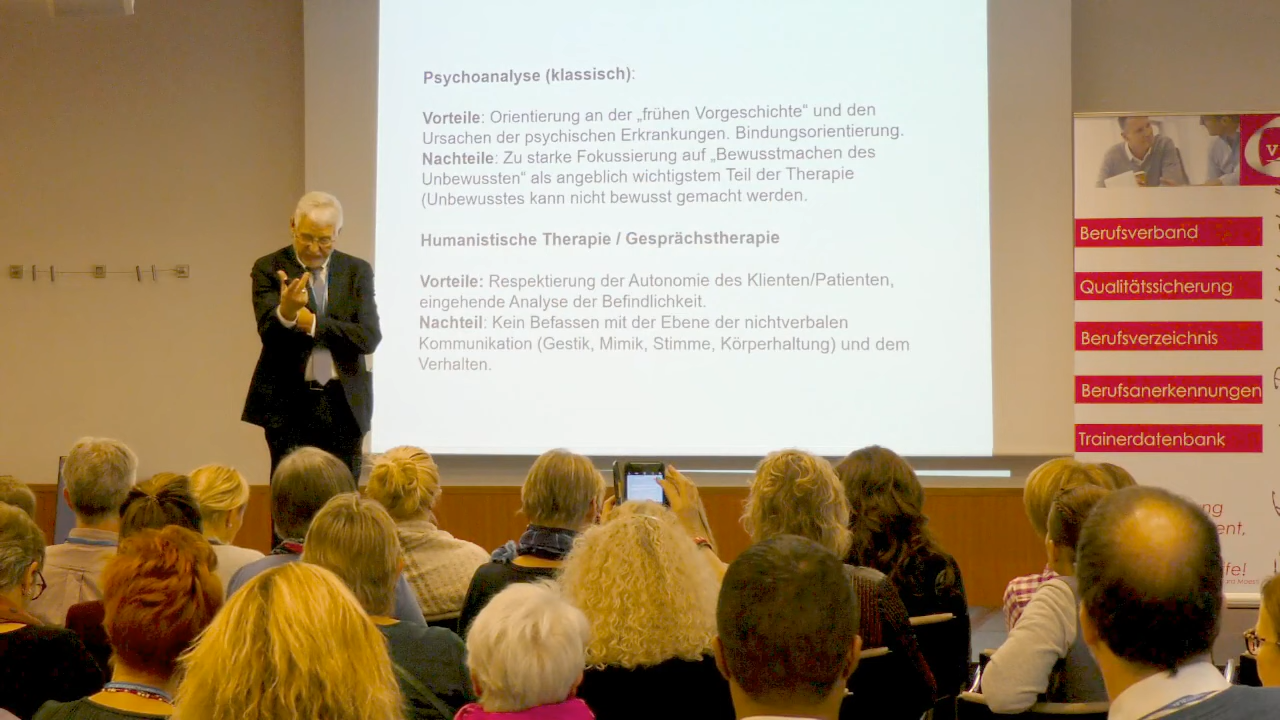 Psychoanalyse (klassisch):
Vorteile: Orientierung an der „frühen Vorgeschichte“ und den
Ursachen der psychischen Erkrankungen. Bindungsorientierung.
Nachteile: Zu starke Fokussierung auf „Bewusstmachen des
Unbewussten“ als angeblich wichtigstem Teil der Therapie
(Unbewusstes kann nicht bewusst gemacht werden.
Humanistische Therapie / Gesprächstherapie
Vorteile: Respektierung der Autonomie des Klienten/Patienten,
eingehende Analyse der Befindlichkeit.
Nachteil: Kein Befassen mit der Ebene der nichtverbalen
Kommunikation (Gestik, Mimik, Stimme, Körperhaltung) und dem
Verhalten.
V
Berufsverband
Qualitätssicherung
Berufsverzeichnis
Berufsanerkennungen
Trainerdatenbank
ng
ent,
ife!